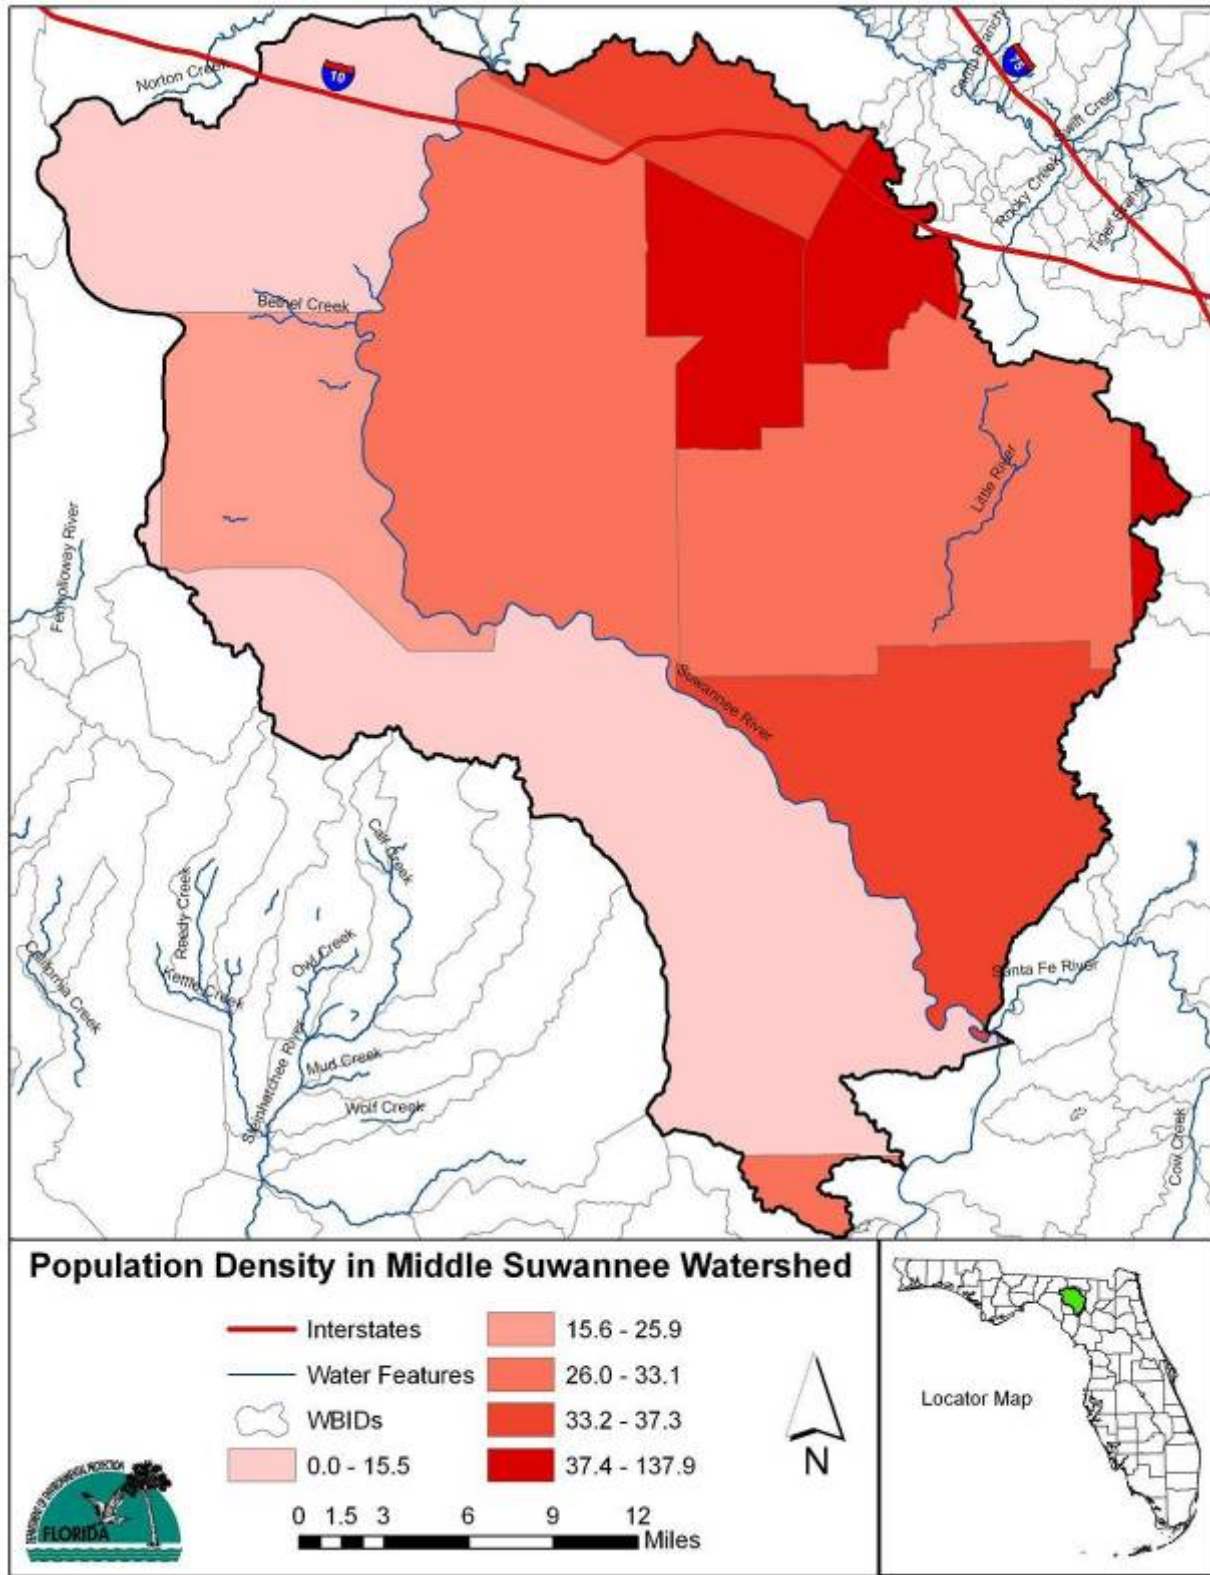 Norton Creek
10
Camp Branch
75
Swift Creek
Rocky Creek
Tiger Branch
Bethel Creek
Little River
Fenholloway River
Suwannee River
Calf Creek
Reedy Creek
Owl Creek
Kettle Creek
California Creek
Santa Fe River
Steinhatchee River
Mud Creek
Wolf Creek
Cow Creek
Population Density in Middle Suwannee Watershed
Interstates
Water Features
WBIDs
0.0 - 15.5
15.6 - 25.9
26.0 - 33.1
33.2 - 37.3
37.4 - 137.9
N
Locator Map
DEPARTMENT OF ENVIRONMENTAL PROTECTION
FLORIDA
0 1.5 3 6 9 12
Miles